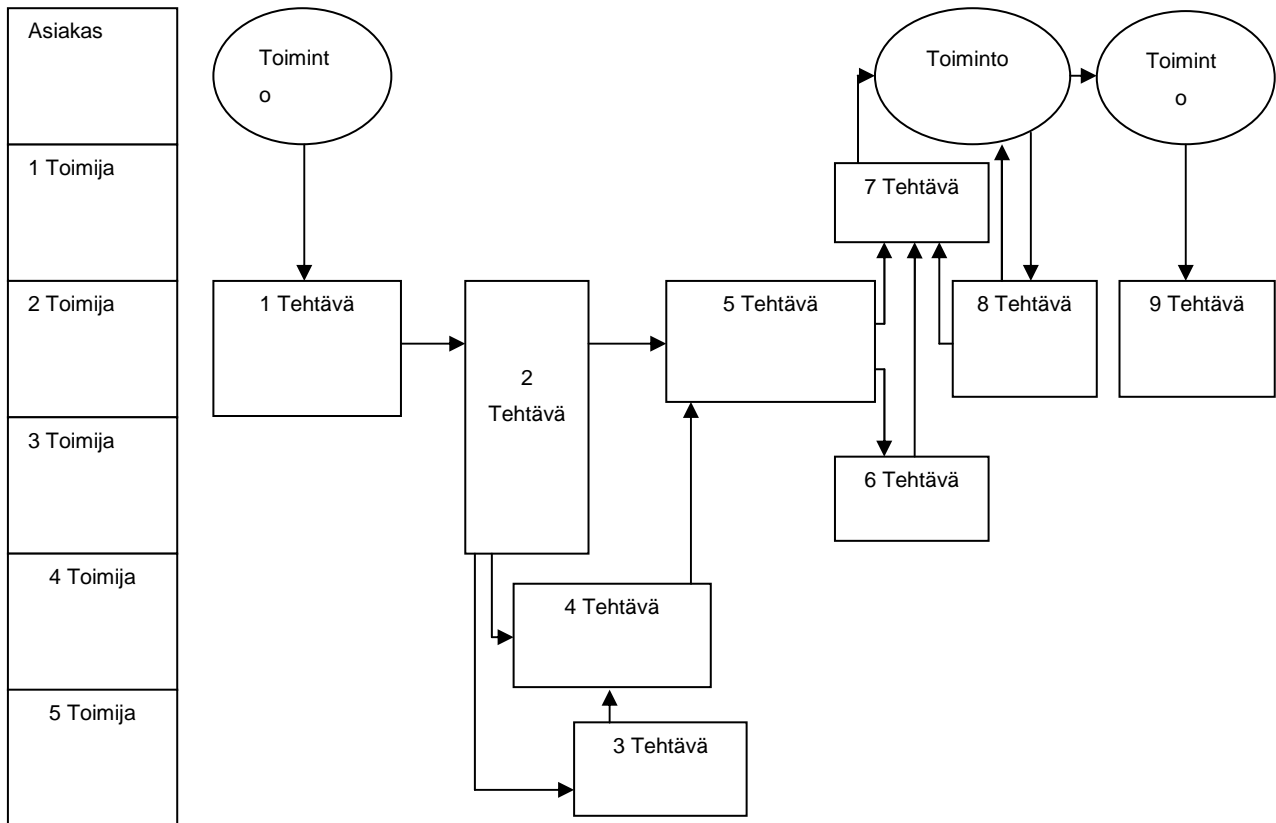 Asiakas
Toimint
o
Toiminto
Toimint
o
1 Toimija
7 Tehtävä
2 Toimija
1 Tehtävä
2
Tehtävä
5 Tehtävä
8 Tehtävä
9 Tehtävä
3 Toimija
6 Tehtävä
4 Toimija
4 Tehtävä
5 Toimija
3 Tehtävä